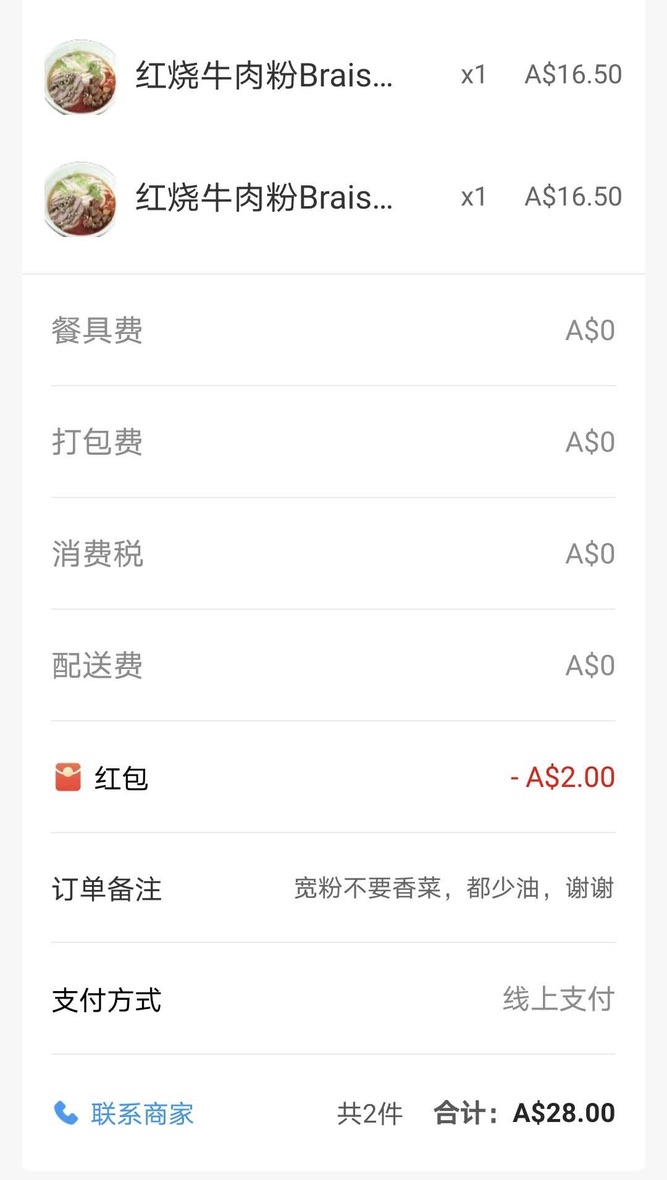 红烧牛肉粉Brais... x1 A$16.50
红烧牛肉粉Brais... x1 A$16.50
餐具费 A$0
打包费 A$0
消费税 A$0
配送费 A$0
红包 - A$2.00
订单备注 宽粉不要香菜，都少油，谢谢
支付方式 线上支付
联系商家 共2件 合计：A$28.00